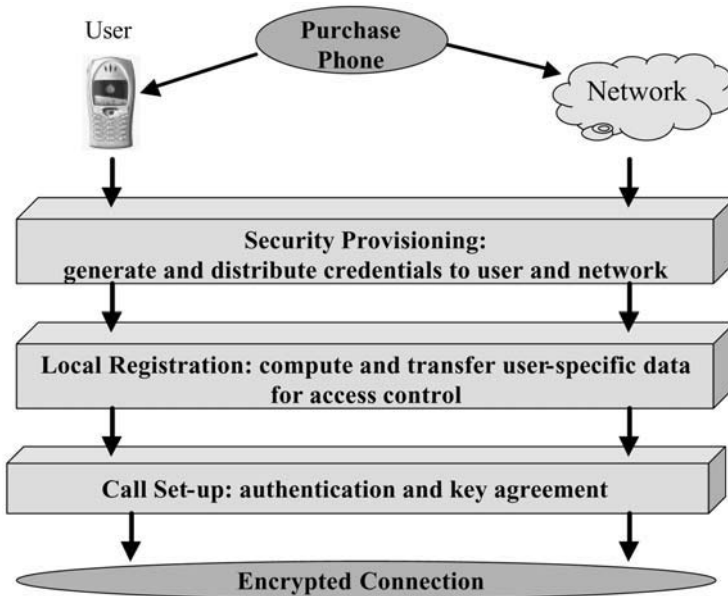 User
Purchase
Phone
Network
Security Provisioning:
generate and distribute credentials to user and network
Local Registration: compute and transfer user-specific data
for access control
Call Set-up: authentication and key agreement
Encrypted Connection